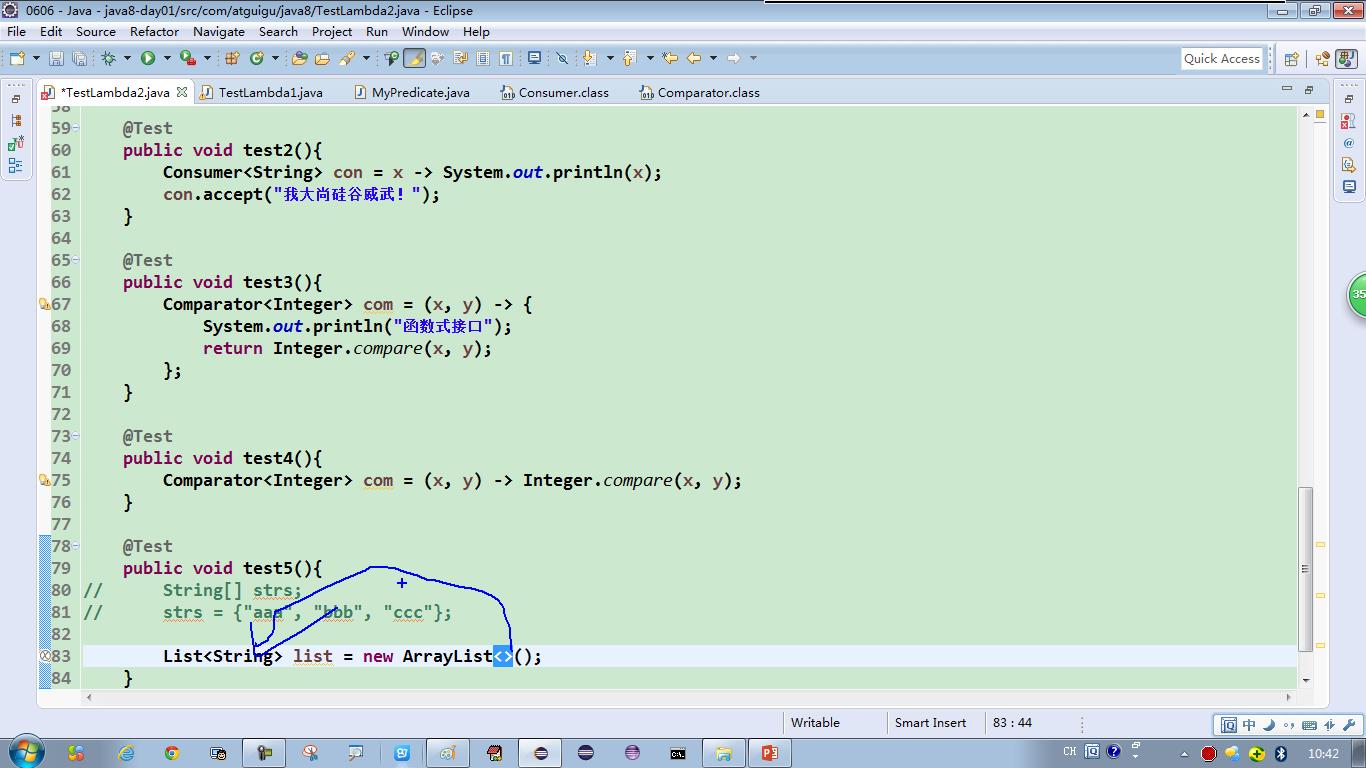 0606 - Java - java8-day01/src/com/atguigu/java8/TestLambda2.java - Eclipse
File Edit Source Refactor Navigate Search Project Run Window Help
Quick Access
*TestLambda2.java TestLambda1.java MyPredicate.java Consumer.class Comparator.class
58
59 @Test
60 public void test2(){
61 Consumer<String> con = x -> System.out.println(x);
62 con.accept("我大尚硅谷威武！");
63 }
64
65 @Test
66 public void test3(){
67 Comparator<Integer> com = (x, y) -> {
68 System.out.println("函数式接口");
69 return Integer.compare(x, y);
70 };
71 }
72
73 @Test
74 public void test4(){
75 Comparator<Integer> com = (x, y) -> Integer.compare(x, y);
76 }
77
78 @Test
79 public void test5(){
80 // String[] strs;
81 // strs = {"aaa", "bbb", "ccc"};
82
83 List<String> list = new ArrayList<>();
84 }
35
Writable Smart Insert 83 : 44
中
CH 10:42